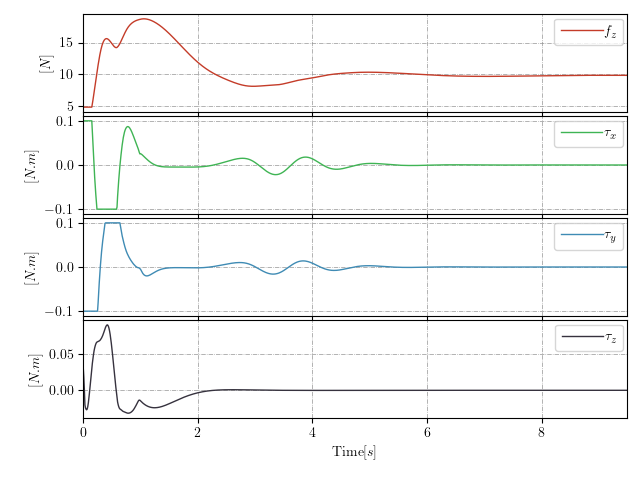 [N]
15
10
5
f_z
[N.m]
0.1
0.0
−0.1
τ_x
[N.m]
0.1
0.0
−0.1
τ_y
[N.m]
0.05
0.00
τ_z
0 2 4 6 8
Time[s]